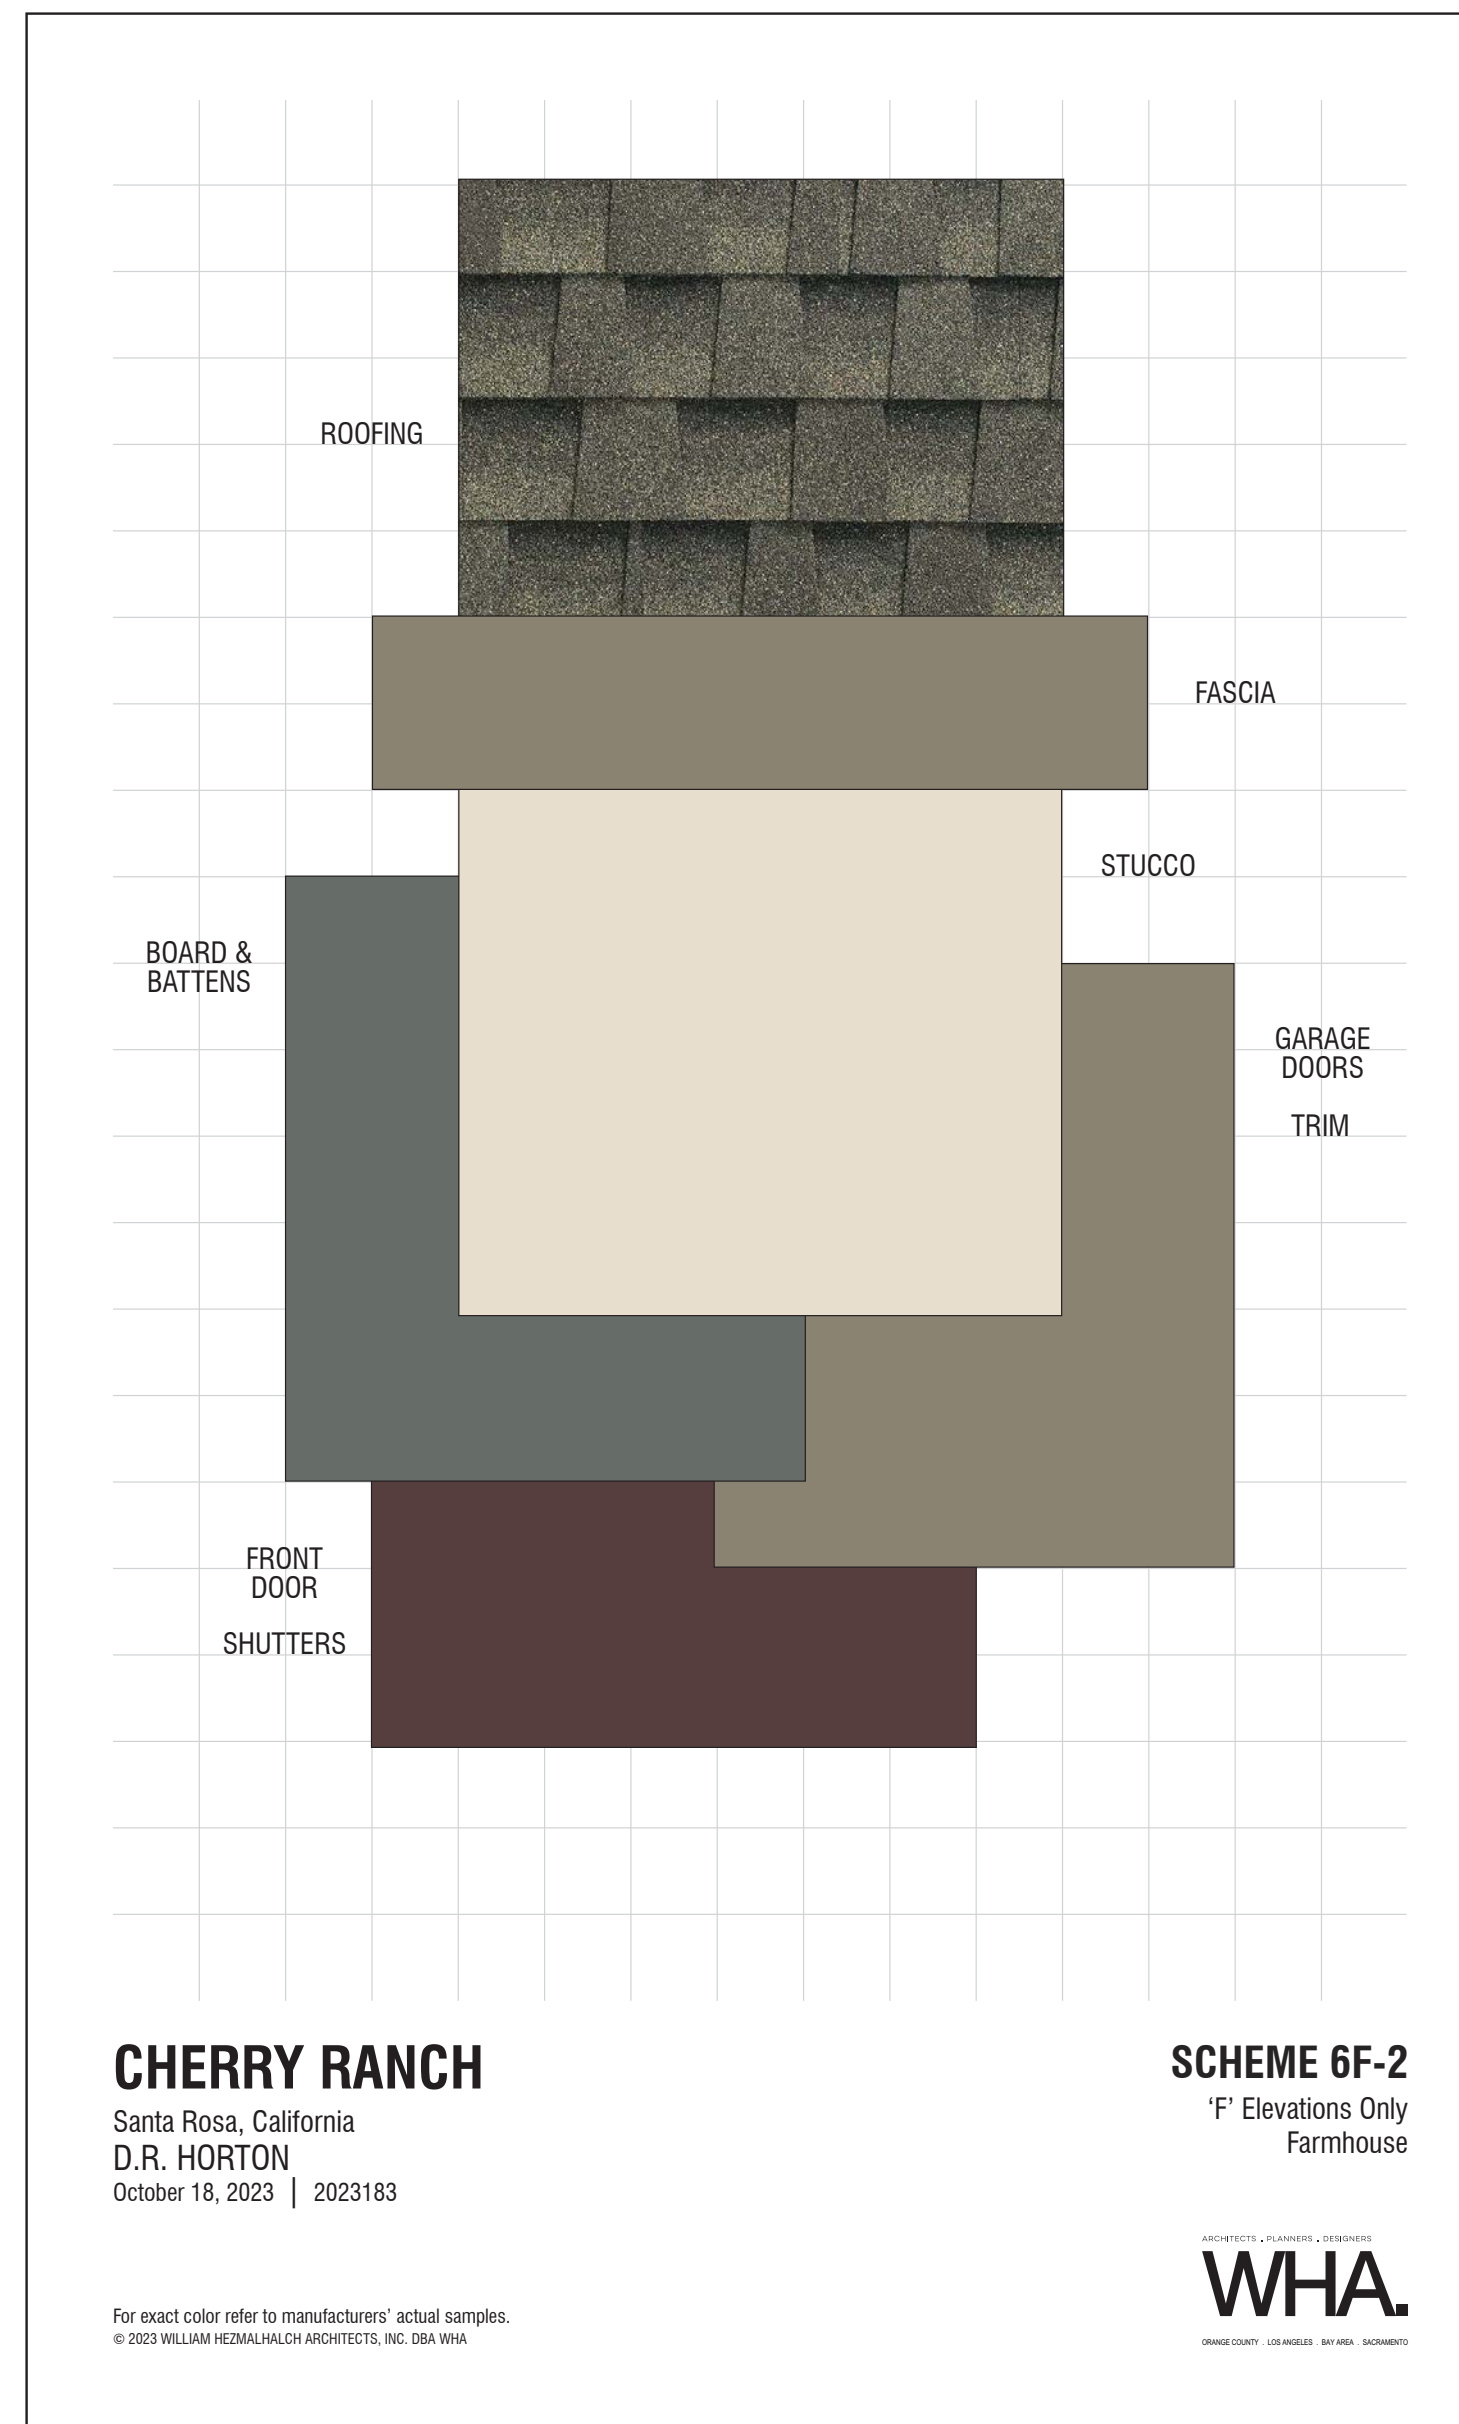 ROOFING
FASCIA
STUCCO
BOARD &
BATTENS
GARAGE
DOORS
TRIM
FRONT
DOOR
SHUTTERS
CHERRY RANCH
Santa Rosa, California
D.R. HORTON
October 18, 2023 | 2023183
For exact color refer to manufacturers’ actual samples.
© 2023 WILLIAM HEZMALHALCH ARCHITECTS, INC. DBA WHA
SCHEME 6F-2
‘F’ Elevations Only
Farmhouse
ARCHITECTS . PLANNERS . DESIGNERS
WHA.
ORANGE COUNTY . LOS ANGELES . BAY AREA . SACRAMENTO